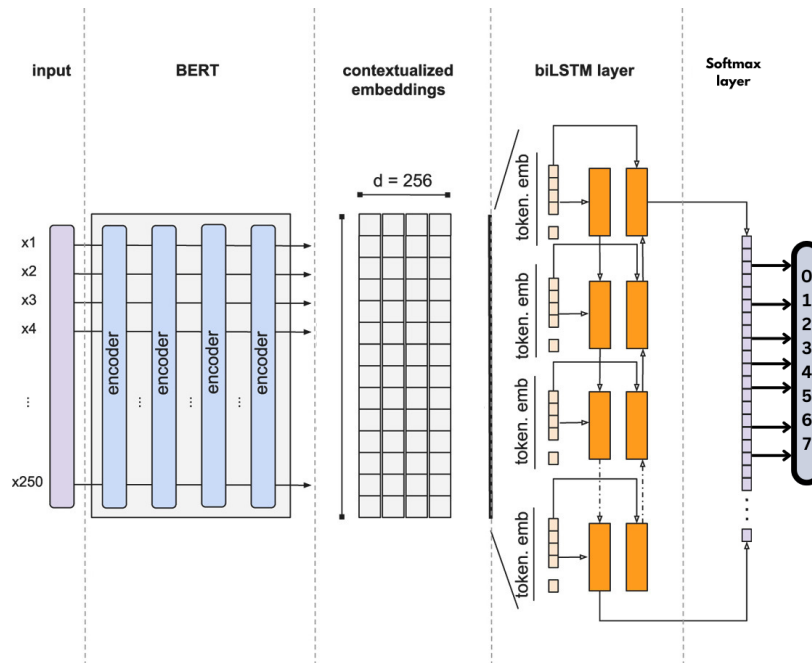 input
BERT
contextualized
embeddings
biLSTM layer
Softmax
layer
d = 256
x1
x2
x3
x4
...
x250
encoder
...
encoder
...
encoder
...
encoder
token. emb
token. emb
token. emb
token. emb
0
1
2
3
4
5
6
7